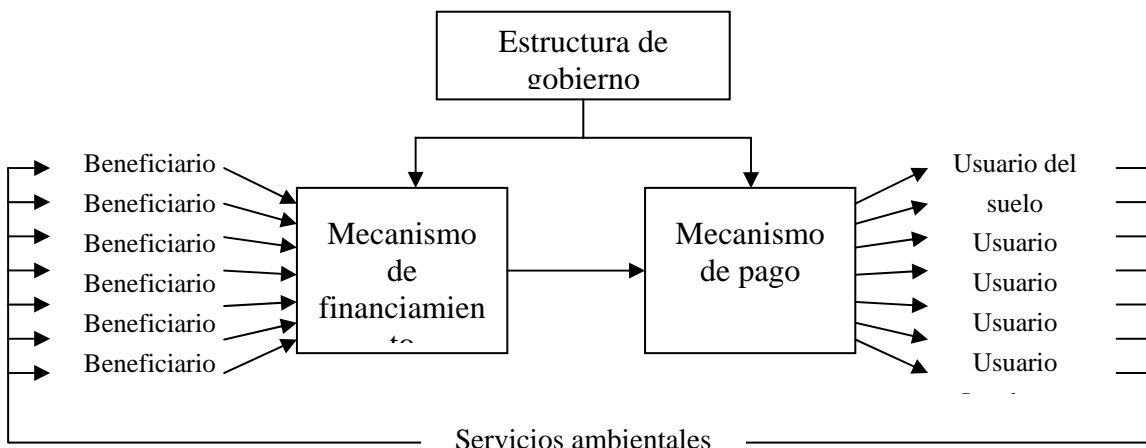 Estructura de
gobierno
Beneficiario
Beneficiario
Beneficiario
Beneficiario
Beneficiario
Beneficiario
Mecanismo
de
financiamien
to
Mecanismo
de pago
Usuario del
suelo
Usuario
Usuario
Usuario
Usuario
Servicios ambientales